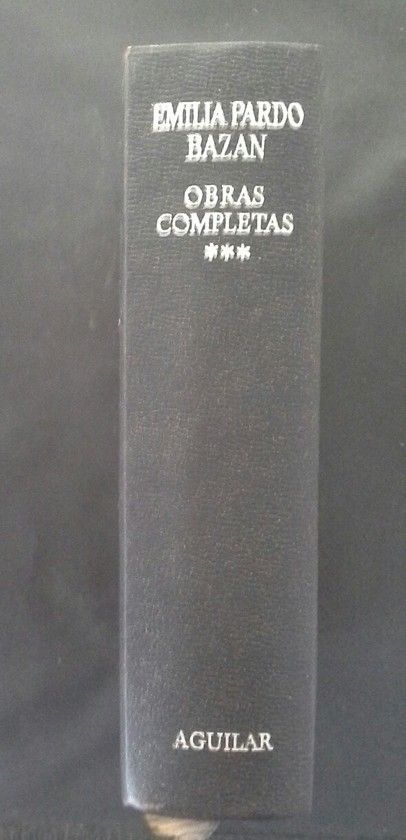 EMILIA PARDO
BAZAN
OBRAS
COMPLETAS
***
AGUILAR